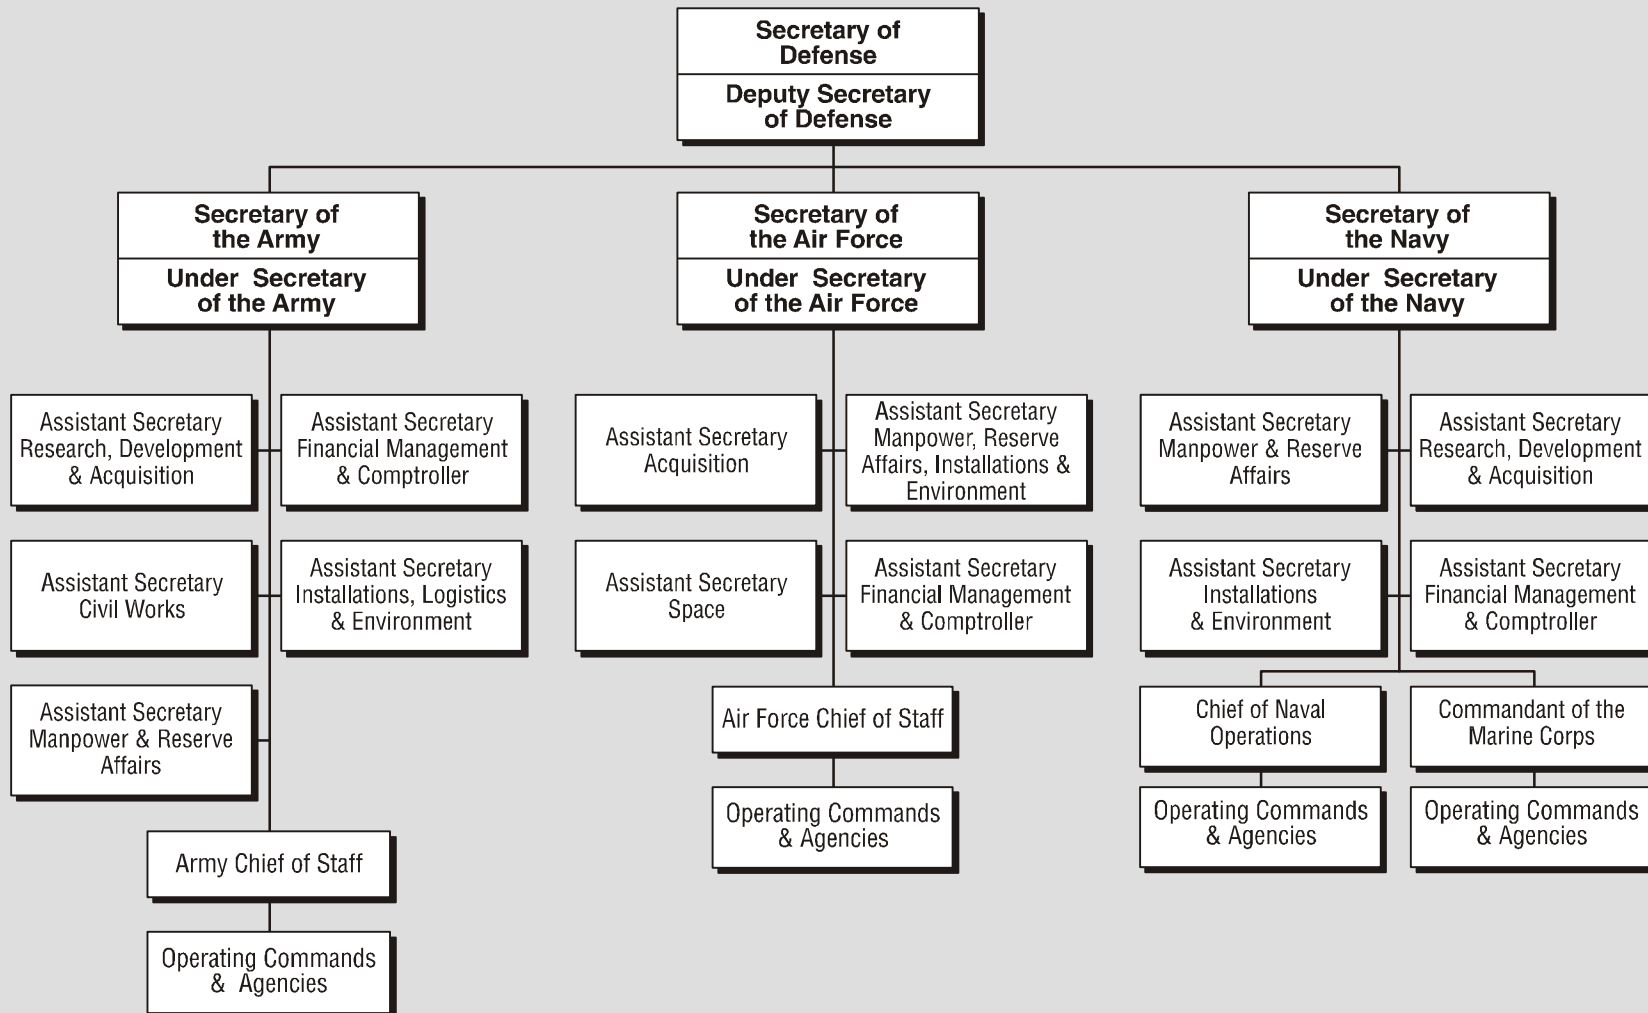 Secretary of
Defense
Deputy Secretary
of Defense
Secretary of
the Army
Under Secretary
of the Army
Secretary of
the Air Force
Under Secretary
of the Air Force
Secretary of
the Navy
Under Secretary
of the Navy
Assistant Secretary
Research, Development
& Acquisition
Assistant Secretary
Financial Management
& Comptroller
Assistant Secretary
Civil Works
Assistant Secretary
Installations, Logistics
& Environment
Assistant Secretary
Manpower & Reserve
Affairs
Army Chief of Staff
Operating Commands
& Agencies
Assistant Secretary
Acquisition
Assistant Secretary
Manpower, Reserve
Affairs, Installations &
Environment
Assistant Secretary
Space
Assistant Secretary
Financial Management
& Comptroller
Air Force Chief of Staff
Operating Commands
& Agencies
Assistant Secretary
Manpower & Reserve
Affairs
Assistant Secretary
Research, Development
& Acquisition
Assistant Secretary
Installations
& Environment
Assistant Secretary
Financial Management
& Comptroller
Chief of Naval
Operations
Commandant of the
Marine Corps
Operating Commands
& Agencies
Operating Commands
& Agencies